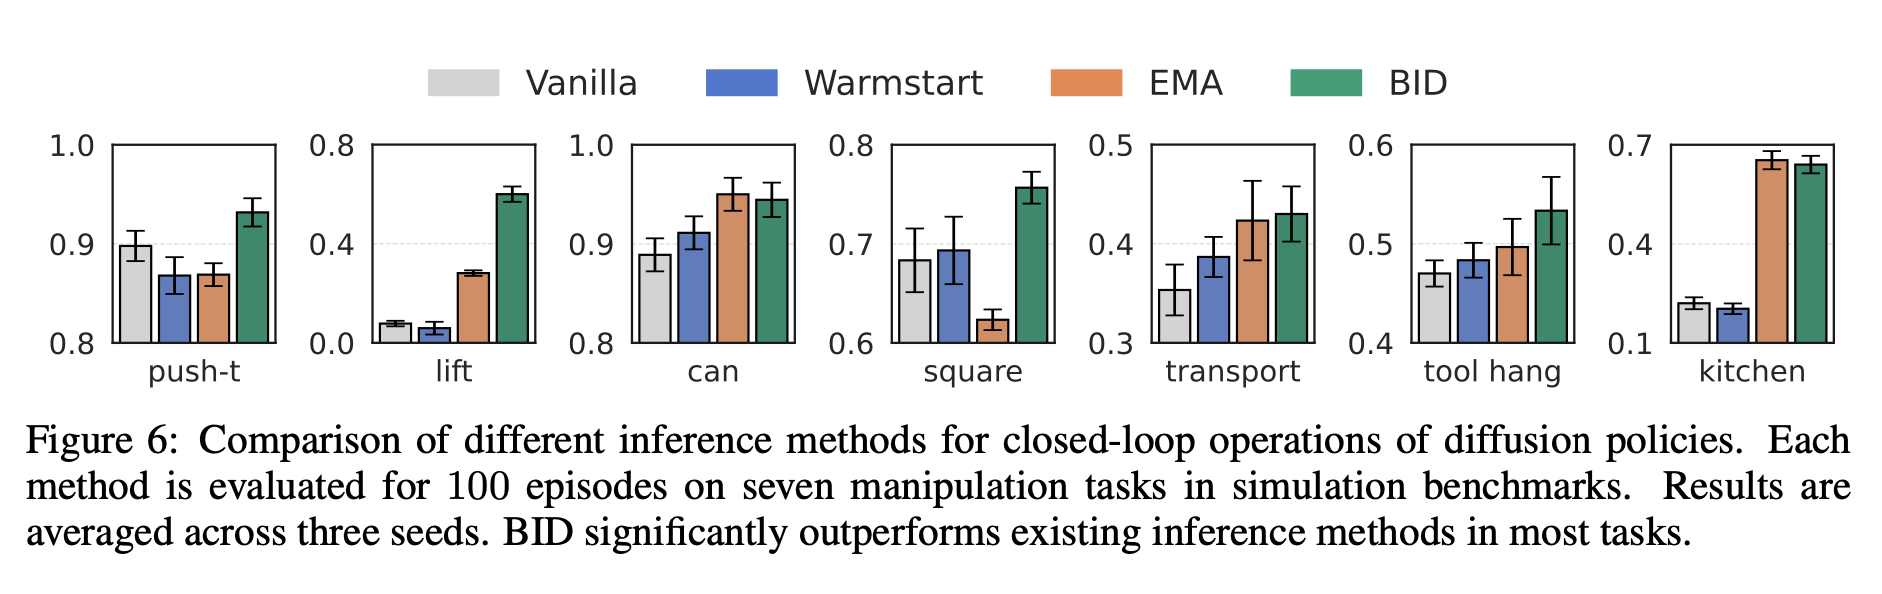 Vanilla Warmstart EMA BID
1.0 0.8 1.0 0.8 0.5 0.6 0.7
0.9 0.4 0.9 0.7 0.4 0.5 0.4
0.8 0.0 0.8 0.6 0.3 0.4 0.1
push-t lift can square transport tool hang kitchen
Figure 6: Comparison of different inference methods for closed-loop operations of diffusion policies. Each
method is evaluated for 100 episodes on seven manipulation tasks in simulation benchmarks. Results are
averaged across three seeds. BID significantly outperforms existing inference methods in most tasks.